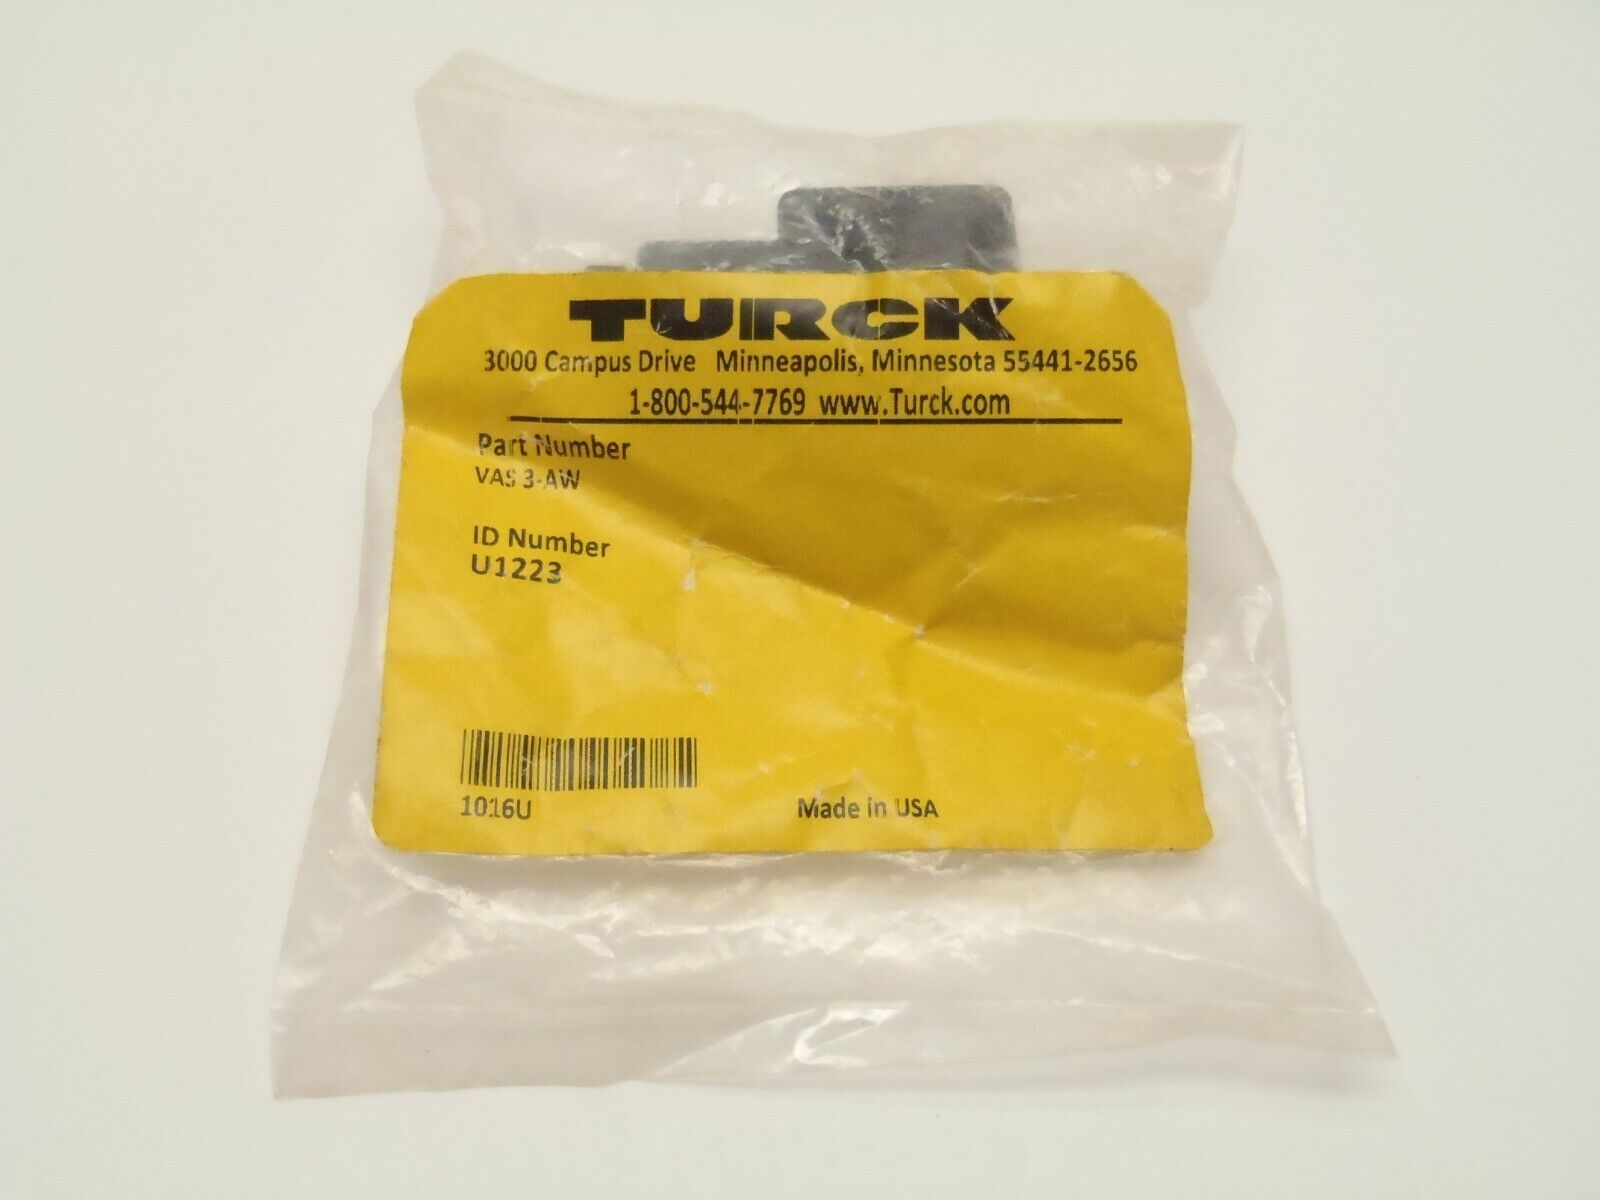 TURCK
3000 Campus Drive Minneapolis, Minnesota 55441-2656
1-800-544-7769 www.Turck.com
Part Number
VAS 3-AW
ID Number
U1223
1016U
Made in USA